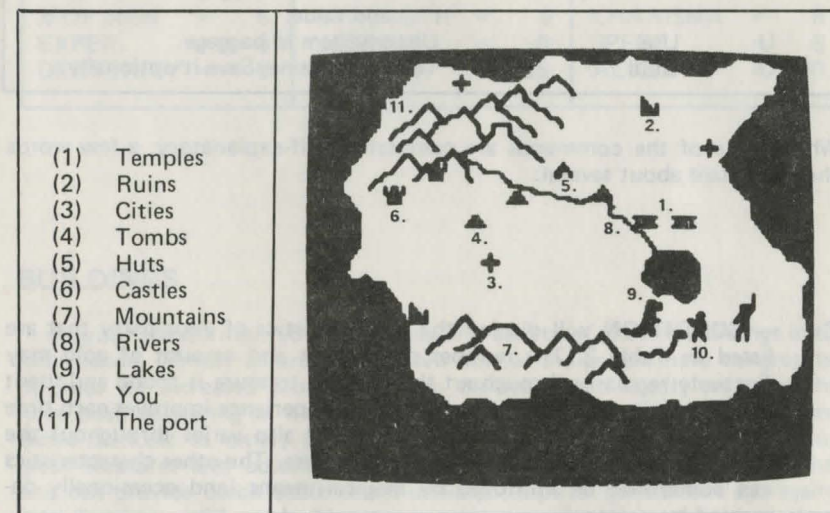 (1) Temples
(2) Ruins
(3) Cities
(4) Tombs
(5) Huts
(6) Castles
(7) Mountains
(8) Rivers
(9) Lakes
(10) You
(11) The port
11.
2.
5.
6.
1.
8.
4.
3.
9.
7.
10.